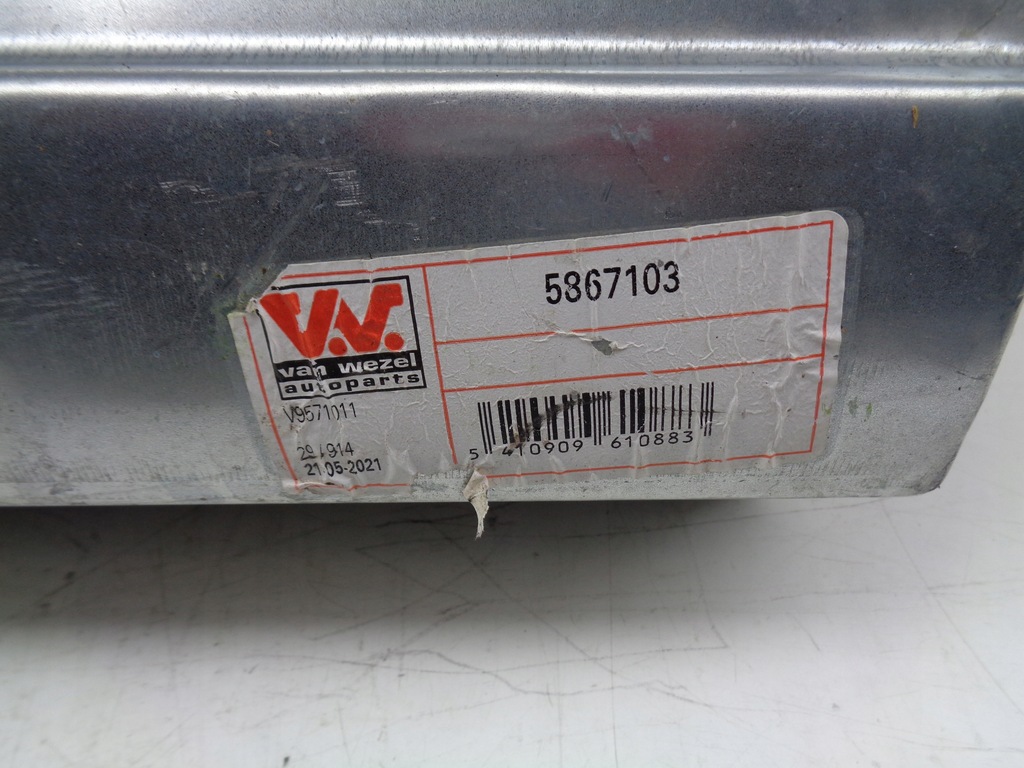 V.W.
van wezel
autoparts
V9571011
21-05-2021
5867103
5 410909 610883